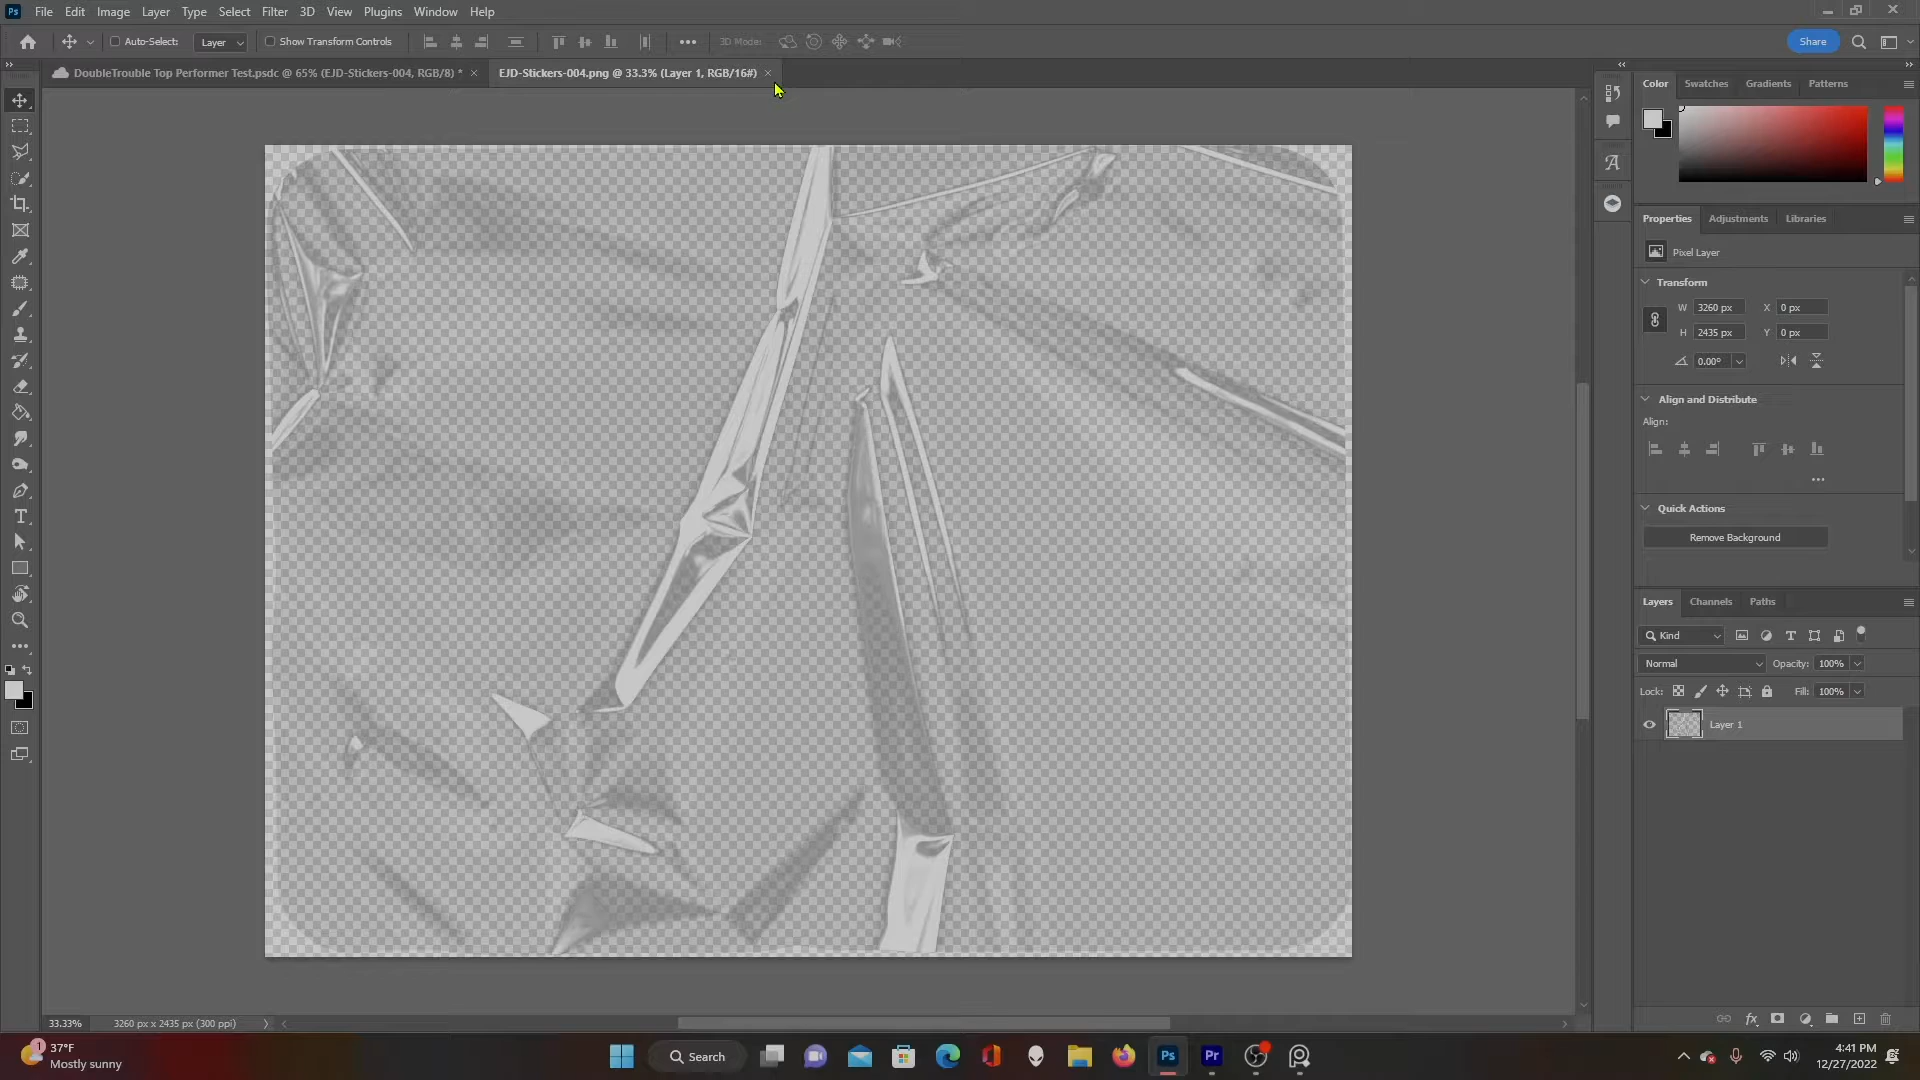 Ps File Edit Image Layer Type Select Filter 3D View Plugins Window Help
Auto-Select: Layer Show Transform Controls 3D Mode: Share
DoubleTrouble Top Performer Test.psdc @ 65% (EJD-Stickers-004, RGB/8) * × EJD-Stickers-004.png @ 33.3% (Layer 1, RGB/16#) ×
Color Swatches Gradients Patterns
Properties Adjustments Libraries
Pixel Layer
Transform
W 3260 px X 0 px
H 2435 px Y 0 px
0.00°
Align and Distribute
Align:
Quick Actions
Remove Background
Layers Channels Paths
Kind
Normal Opacity: 100%
Lock: Fill: 100%
Layer 1
33.33% 3260 px x 2435 px (300 ppi)
1 37°F
Mostly sunny
Search
Ps Pr
4:41 PM
12/27/2022